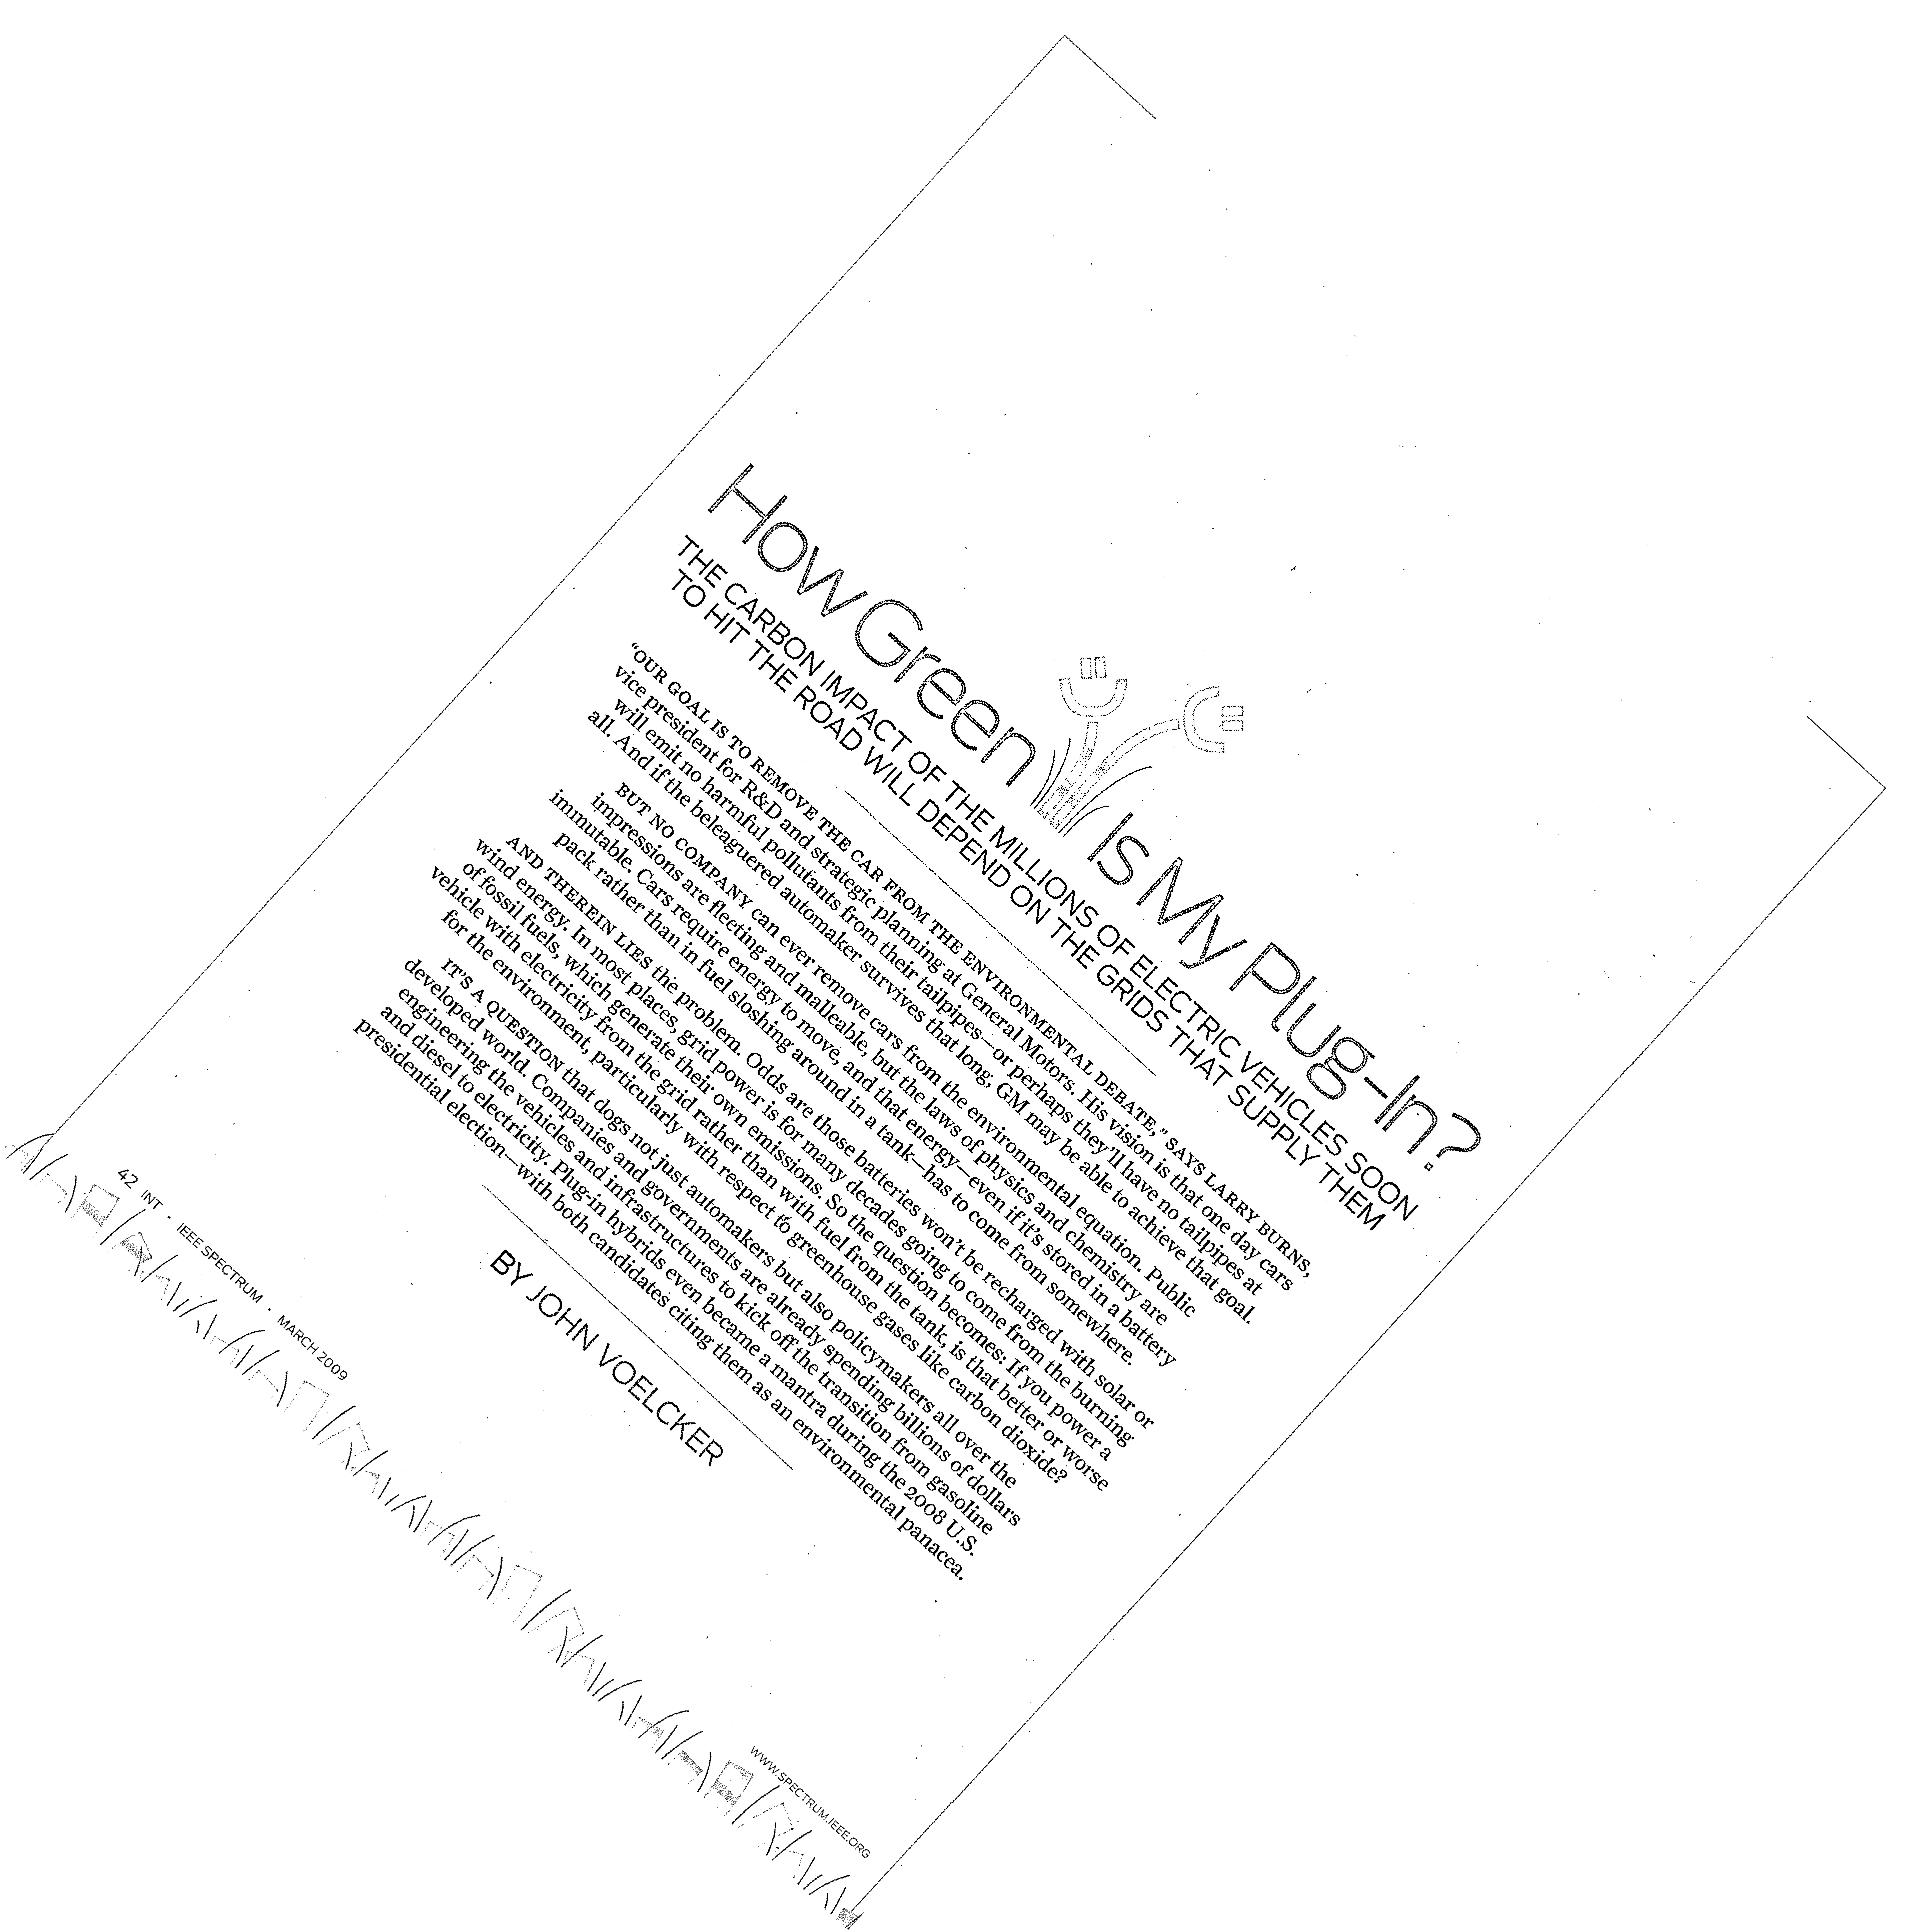 How Green Is My Plug-In?
THE CARBON IMPACT OF THE MILLIONS OF ELECTRIC VEHICLES SOON
TO HIT THE ROAD WILL DEPEND ON THE GRIDS THAT SUPPLY THEM
“OUR GOAL IS TO REMOVE THE CAR FROM THE ENVIRONMENTAL DEBATE,” SAYS LARRY BURNS,
vice president for R&D and strategic planning at General Motors. His vision is that one day cars
will emit no harmful pollutants from their tailpipes—or perhaps they’ll have no tailpipes at
all. And if the beleaguered automaker survives that long, GM may be able to achieve that goal.
BUT NO COMPANY can ever remove cars from the environmental equation. Public
impressions are fleeting and malleable, but the laws of physics and chemistry are
immutable. Cars require energy to move, and that energy—even if it’s stored in a battery
pack rather than in fuel sloshing around in a tank—has to come from somewhere.
AND THEREIN LIES the problem. Odds are those batteries won’t be recharged with solar or
wind energy. In most places, grid power is for many decades going to come from the burning
of fossil fuels, which generate their own emissions. So the question becomes: If you power a
vehicle with electricity from the grid rather than with fuel from the tank, is that better or worse
for the environment, particularly with respect to greenhouse gases like carbon dioxide?
IT’S A QUESTION that dogs not just automakers but also policymakers all over the
developed world. Companies and governments are already spending billions of dollars
engineering the vehicles and infrastructures to kick off the transition from gasoline
and diesel to electricity. Plug-in hybrids even became a mantra during the 2008 U.S.
presidential election—with both candidates citing them as an environmental panacea.
BY JOHN VOELCKER
42 INT · IEEE SPECTRUM · MARCH 2009
WWW.SPECTRUM.IEEE.ORG